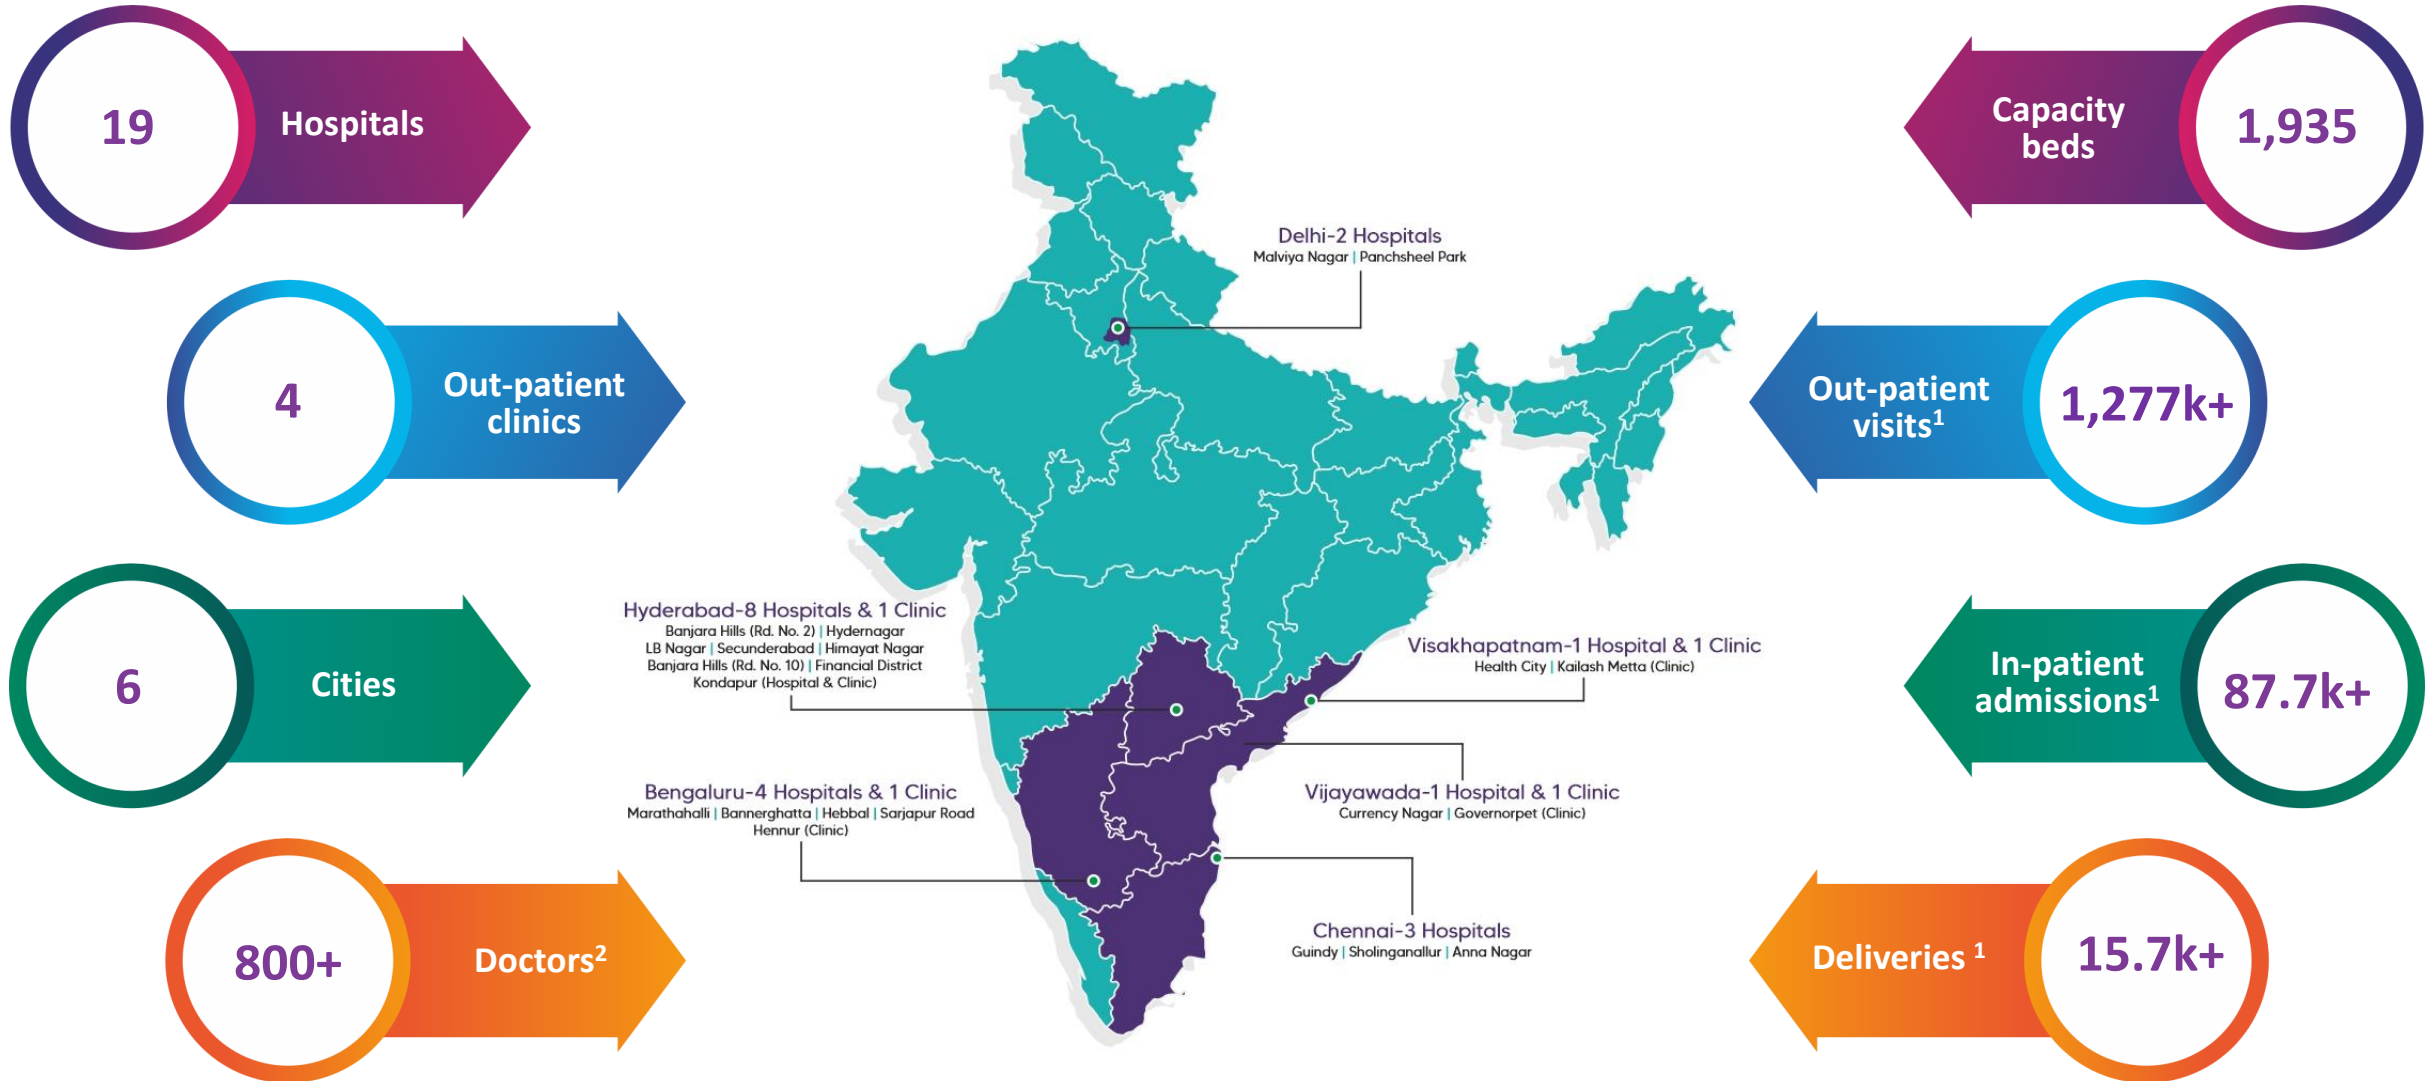 19
Hospitals
4
Out-patient
clinics
6
Cities
800+
Doctors²
Delhi-2 Hospitals
Malviya Nagar | Panchsheel Park
Hyderabad-8 Hospitals & 1 Clinic
Banjara Hills (Rd. No. 2) | Hydernagar
LB Nagar | Secunderabad | Himayat Nagar
Banjara Hills (Rd. No. 10) | Financial District
Kondapur (Hospital & Clinic)
Visakhapatnam-1 Hospital & 1 Clinic
Health City | Kailash Metta (Clinic)
Bengaluru-4 Hospitals & 1 Clinic
Marathahalli | Bannerghatta | Hebbal | Sarjapur Road
Hennur (Clinic)
Vijayawada-1 Hospital & 1 Clinic
Currency Nagar | Governorpet (Clinic)
Chennai-3 Hospitals
Guindy | Sholinganallur | Anna Nagar
Capacity
beds
1,935
Out-patient
visits¹
1,277k+
In-patient
admissions¹
87.7k+
Deliveries ¹
15.7k+